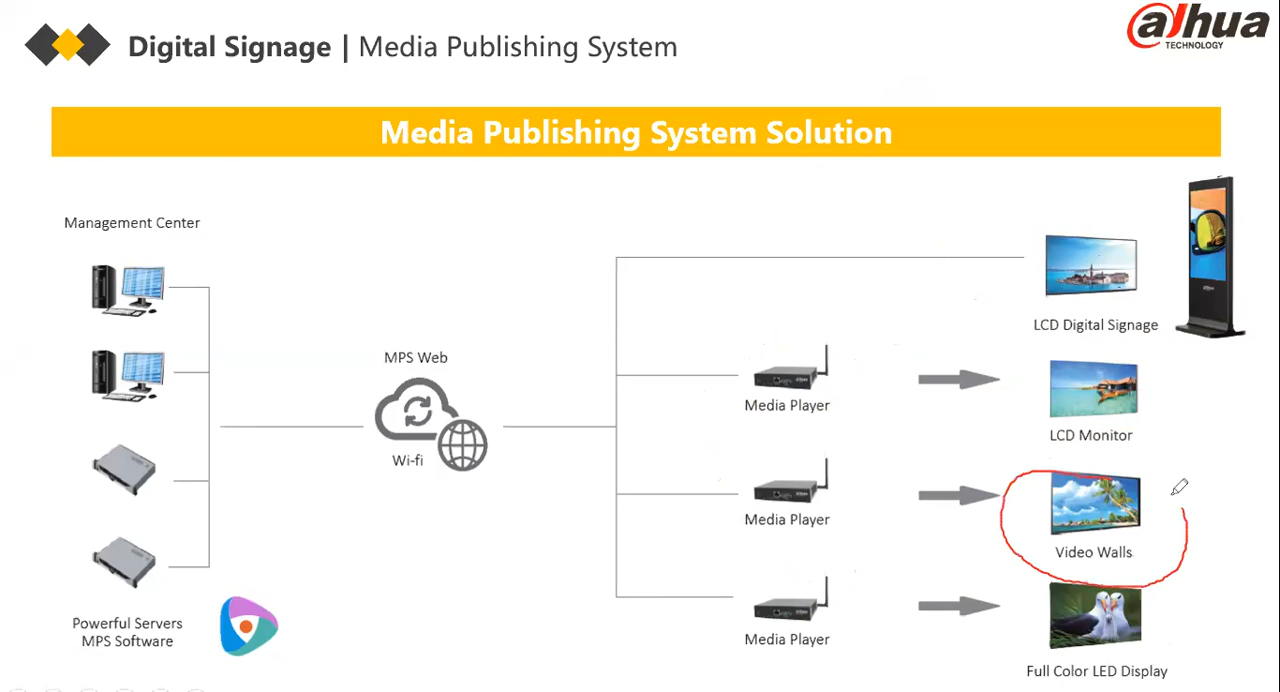 Digital Signage | Media Publishing System
alhua
TECHNOLOGY
Media Publishing System Solution
Management Center
LCD Digital Signage
MPS Web
Wi-fi
Media Player
LCD Monitor
Media Player
Video Walls
Media Player
Full Color LED Display
Powerful Servers
MPS Software